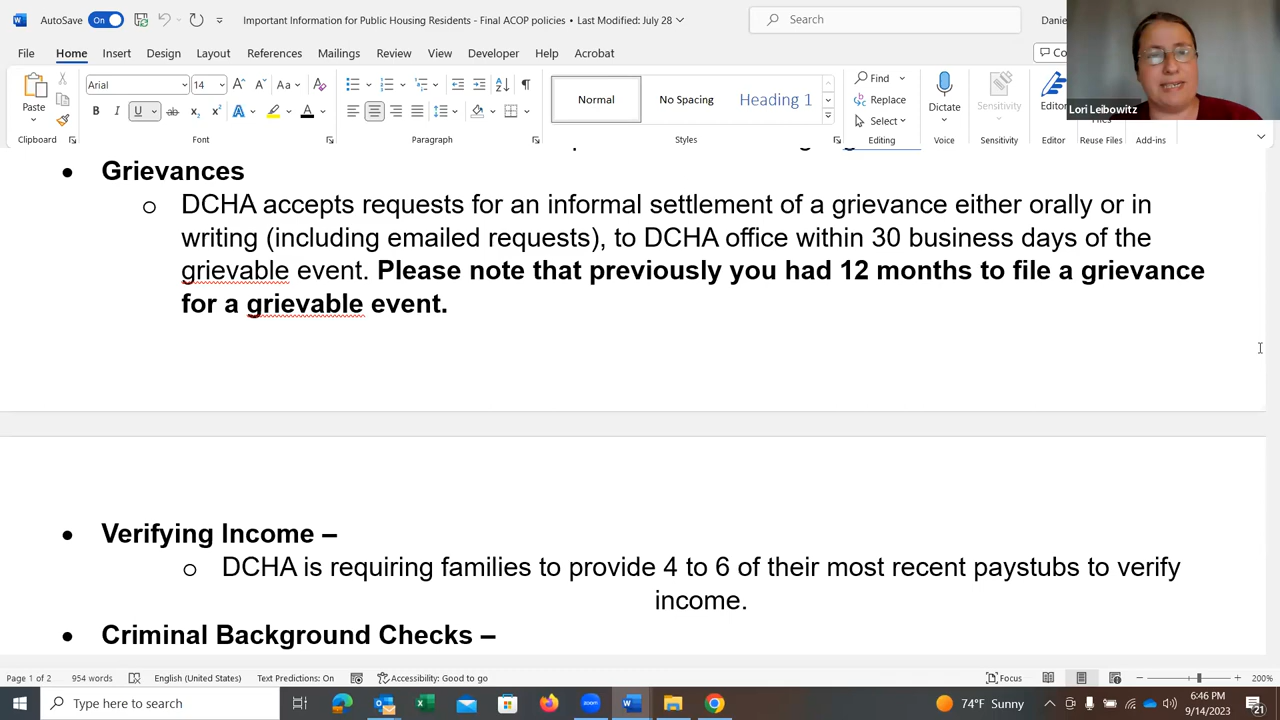 AutoSave On
Important Information for Public Housing Residents - Final ACOP policies • Last Modified: July 28
Search
File Home Insert Draw Design Layout References Mailings Review View Developer Help Acrobat
Paste
Clipboard
Arial 14
Font
Paragraph
Normal
No Spacing
Heading 1
Styles
Find
Replace
Select
Editing
Dictate
Voice
Sensitivity
Sensitivity
Editor
Editor
Files
Reuse Files
Add-ins
Lori Leibowitz
• Grievances
o DCHA accepts requests for an informal settlement of a grievance either orally or in
writing (including emailed requests), to DCHA office within 30 business days of the
grievable event. Please note that previously you had 12 months to file a grievance
for a grievable event.
• Verifying Income –
o DCHA is requiring families to provide 4 to 6 of their most recent paystubs to verify
income.
• Criminal Background Checks –
Page 1 of 2 954 words English (United States) Text Predictions: On Accessibility: Good to go Focus 200%
Type here to search
zoom
74°F Sunny
6:46 PM
9/14/2023
21